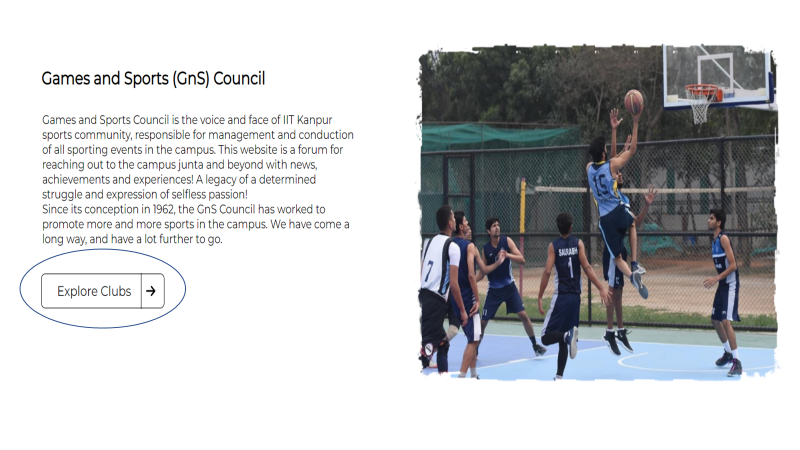 Games and Sports (GnS) Council
Games and Sports Council is the voice and face of IIT Kanpur
sports community, responsible for management and conduction
of all sporting events in the campus. This website is a forum for
reaching out to the campus junta and beyond with news,
achievements and experiences! A legacy of a determined
struggle and expression of selfless passion!
Since its conception in 1962, the GnS Council has worked to
promote more and more sports in the campus. We have come a
long way, and have a lot further to go.
Explore Clubs →
15
SAURABH
1
7